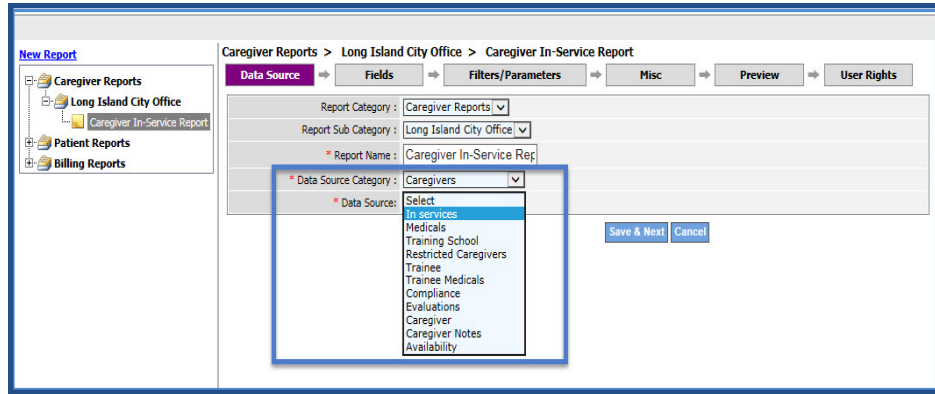 New Report
Caregiver Reports
Long Island City Office
Caregiver In-Service Report
Patient Reports
Billing Reports
Caregiver Reports > Long Island City Office > Caregiver In-Service Report
Data Source Fields Filters/Parameters Misc Preview User Rights
Report Category : Caregiver Reports
Report Sub Category : Long Island City Office
* Report Name : Caregiver In-Service Rep
* Data Source Category : Caregivers
* Data Source: Select
In services
Medicals
Training School
Restricted Caregivers
Trainee
Trainee Medicals
Compliance
Evaluations
Caregiver
Caregiver Notes
Availability
Save & Next Cancel